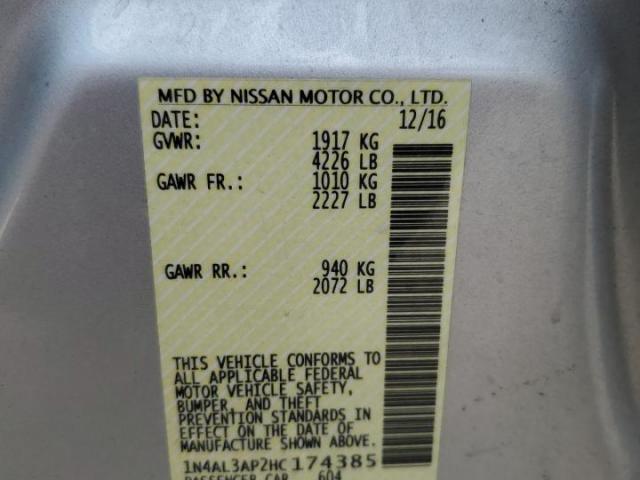 MFD BY NISSAN MOTOR CO., LTD.
DATE: 12/16
GVWR: 1917 KG
4226 LB
GAWR FR.: 1010 KG
2227 LB
GAWR RR.: 940 KG
2072 LB
THIS VEHICLE CONFORMS TO
ALL APPLICABLE FEDERAL
MOTOR VEHICLE SAFETY,
BUMPER, AND THEFT
PREVENTION STANDARDS IN
EFFECT ON THE DATE OF
MANUFACTURE SHOWN ABOVE.
1N4AL3AP2HC174385
PASSENGER CAR 604